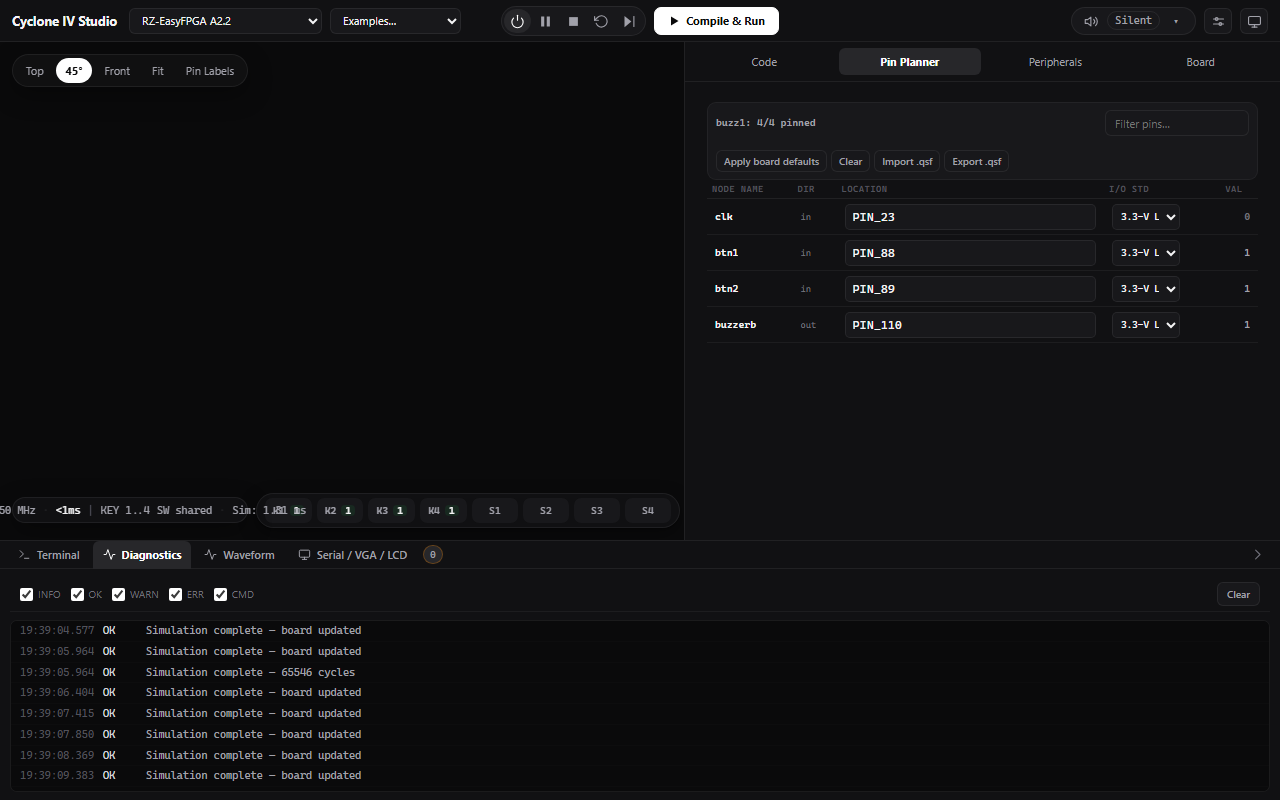 Cyclone IV Studio RZ-EasyFPGA A2.2 Examples... Compile & Run Silent
Top 45° Front Fit Pin Labels
Code Pin Planner Peripherals Board
buzz1: 4/4 pinned Filter pins...
Apply board defaults Clear Import .qsf Export .qsf
NODE NAME DIR LOCATION I/O STD VAL
clk in PIN_23 3.3-V L 0
btn1 in PIN_88 3.3-V L 1
btn2 in PIN_89 3.3-V L 1
buzzerb out PIN_110 3.3-V L 1
50 MHz · <1ms | KEY 1..4 SW shared · Sim: ms
1 K2 1 K3 1 K4 1 S1 S2 S3 S4
Terminal Diagnostics Waveform Serial / VGA / LCD 0
INFO OK WARN ERR CMD Clear
19:39:04.577 OK Simulation complete — board updated
19:39:05.964 OK Simulation complete — board updated
19:39:05.964 OK Simulation complete — 65546 cycles
19:39:06.404 OK Simulation complete — board updated
19:39:07.415 OK Simulation complete — board updated
19:39:07.850 OK Simulation complete — board updated
19:39:08.369 OK Simulation complete — board updated
19:39:09.383 OK Simulation complete — board updated